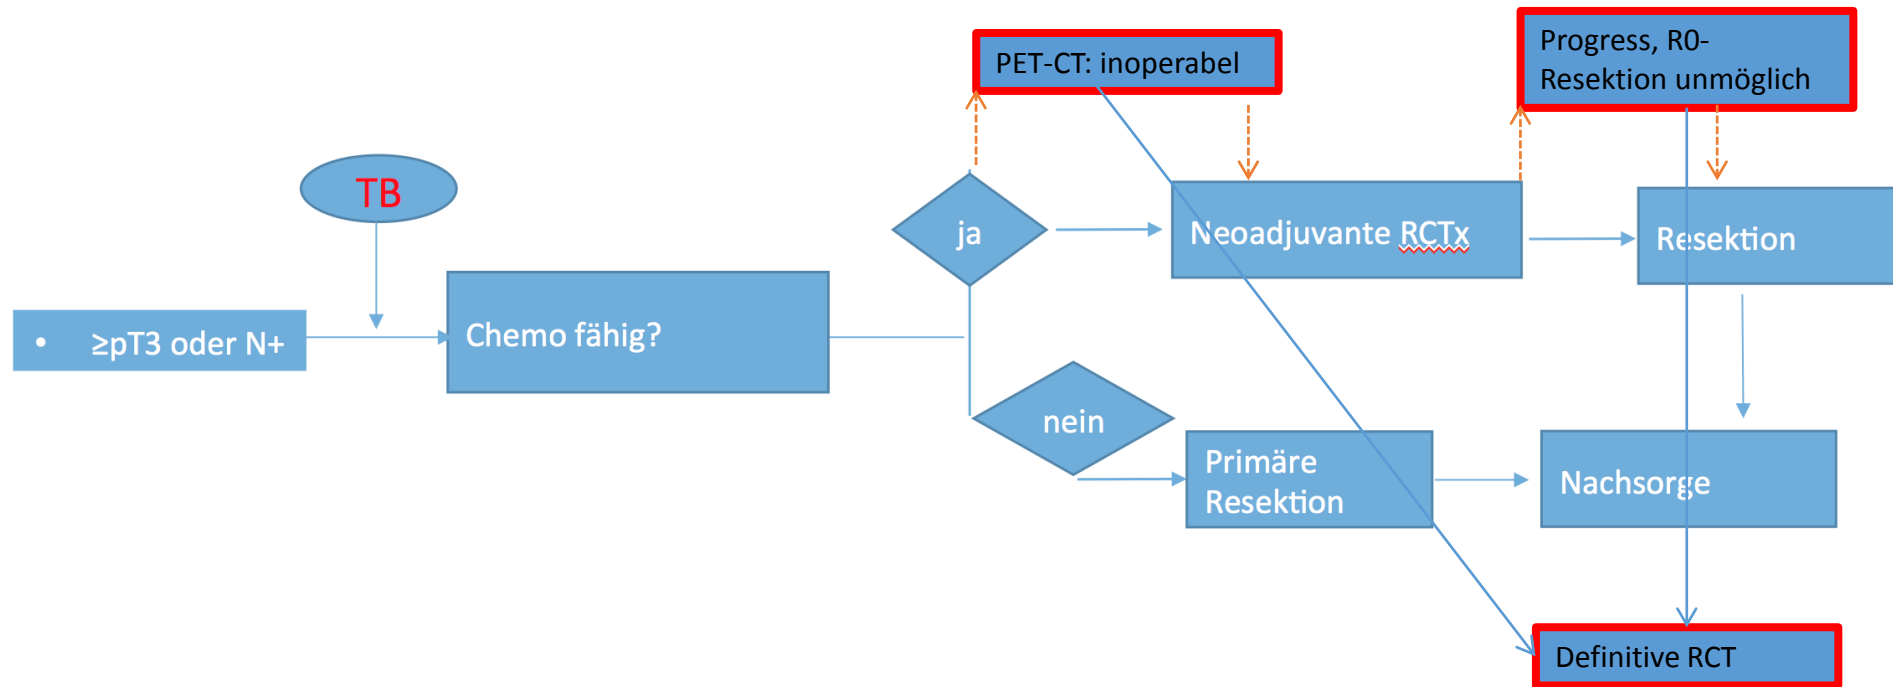 PET-CT: inoperabel
Progress, R0-
Resektion unmöglich
TB
ja
Neoadjuvante RCTx
Resektion
• ≥pT3 oder N+
Chemo fähig?
nein
Primäre
Resektion
Nachsorge
Definitive RCT